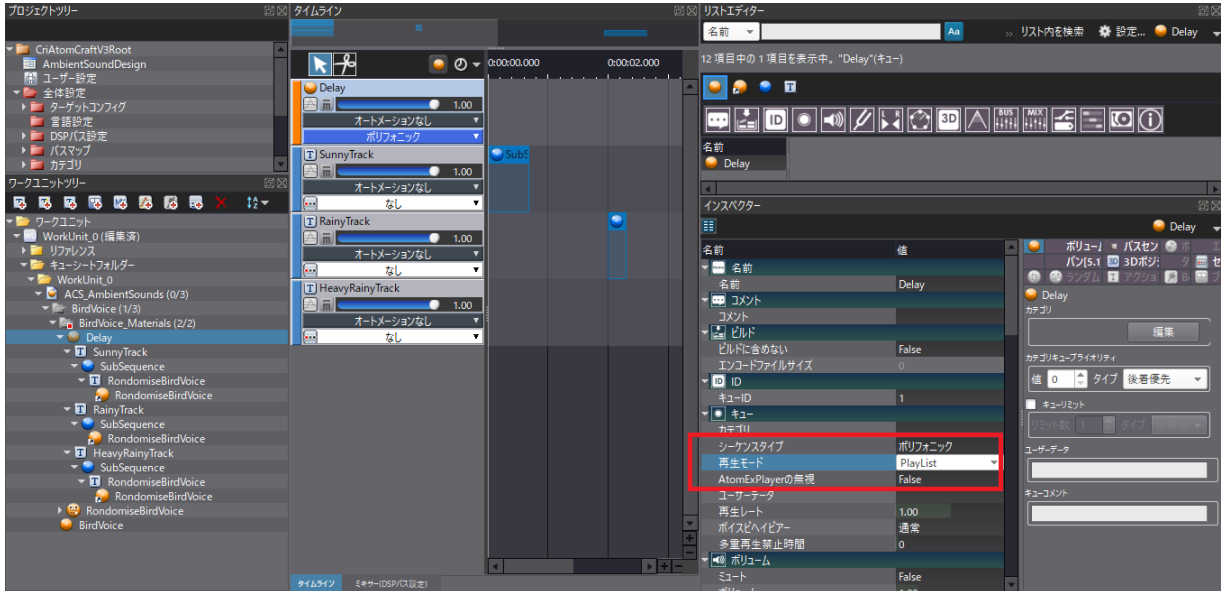 プロジェクトツリー
CriAtomCraftV3Root
AmbientSoundDesign
ユーザー設定
全体設定
ターゲットコンフィグ
言語設定
DSPバス設定
バスマップ
カテゴリ
ワークユニットツリー
ワークユニット
WorkUnit_0 (編集済)
リファレンス
キューシートフォルダー
WorkUnit_0
ACS_AmbientSounds (0/3)
BirdVoice (1/3)
BirdVoice_Materials (2/2)
Delay
SunnyTrack
SubSequence
RondomiseBirdVoice
RondomiseBirdVoice
RainyTrack
SubSequence
RondomiseBirdVoice
HeavyRainyTrack
SubSequence
RondomiseBirdVoice
RondomiseBirdVoice
RondomiseBirdVoice
BirdVoice
タイムライン
0:00:00.000
0:00:02.000
Delay
1.00
オートメーションなし
ポリフォニック
SunnyTrack
SubS
1.00
オートメーションなし
なし
RainyTrack
1.00
オートメーションなし
なし
HeavyRainyTrack
1.00
オートメーションなし
なし
タイムライン ミキサー(DSPバス設定)
リストエディター
名前 Aa » リスト内を検索 設定... Delay
12 項目中の 1 項目を表示中。"Delay"(キュー)
ID 3D BUS MIX
名前
Delay
インスペクター
Delay
名前 値
名前
名前 Delay
コメント
コメント
ビルド
ビルドに含めない False
エンコードファイルサイズ 0
ID
キューID 1
キュー
カテゴリ
シーケンスタイプ ポリフォニック
再生モード PlayList
AtomExPlayerの無視 False
ユーザーデータ
再生レート 1.00
ボイスビヘイビアー 通常
多重再生禁止時間 0
ボリューム
ミュート False
バスセン
パン[5.1 3Dポジ
ランダム アクショ
Delay
カテゴリ
編集
カテゴリキュープライオリティ
値 0 タイプ 後着優先
キューリミット
リミット数 1 タイプ
ユーザーデータ
キューコメント